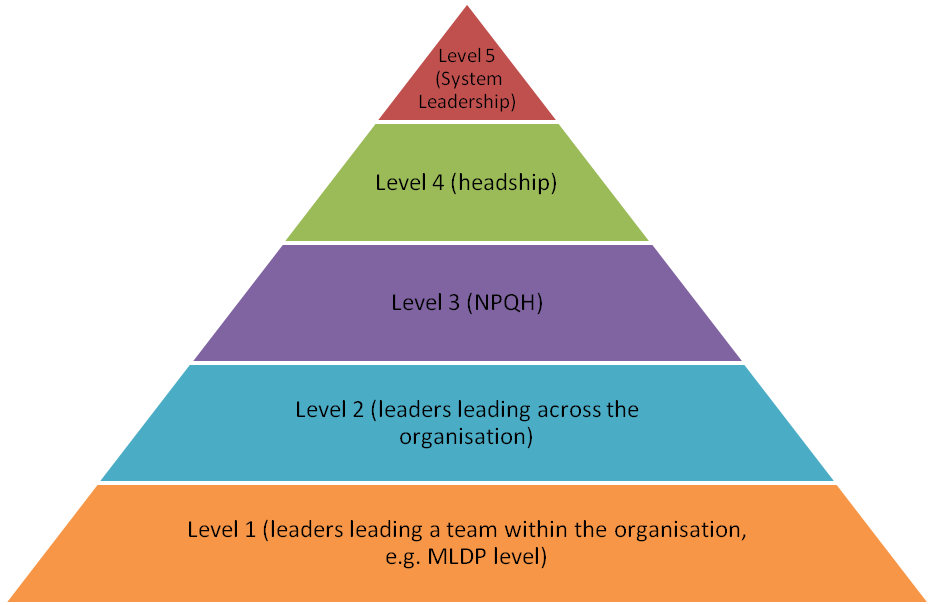 Level 5
(System
Leadership)
Level 4 (headship)
Level 3 (NPQH)
Level 2 (leaders leading across the
organisation)
Level 1 (leaders leading a team within the organisation,
e.g. MLDP level)